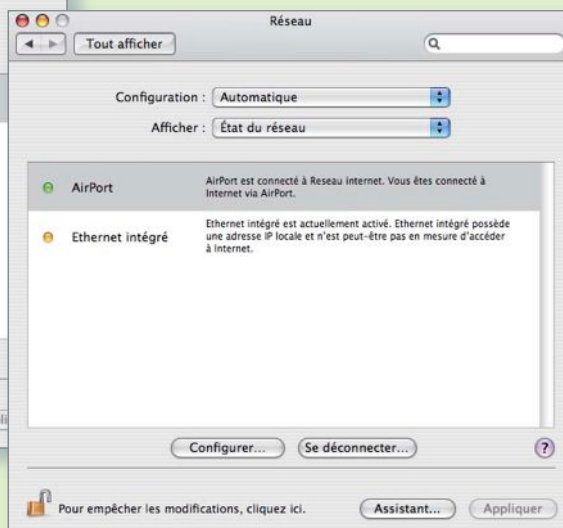 Réseau
Tout afficher
Configuration : Automatique
Afficher : État du réseau
AirPort
AirPort est connecté à Reseau internet. Vous êtes connecté à
Internet via AirPort.
Ethernet intégré
Ethernet intégré est actuellement activé. Ethernet intégré possède
une adresse IP locale et n'est peut-être pas en mesure d'accéder
à Internet.
Configurer...
Se déconnecter...
?
Pour empêcher les modifications, cliquez ici.
Assistant...
Appliquer